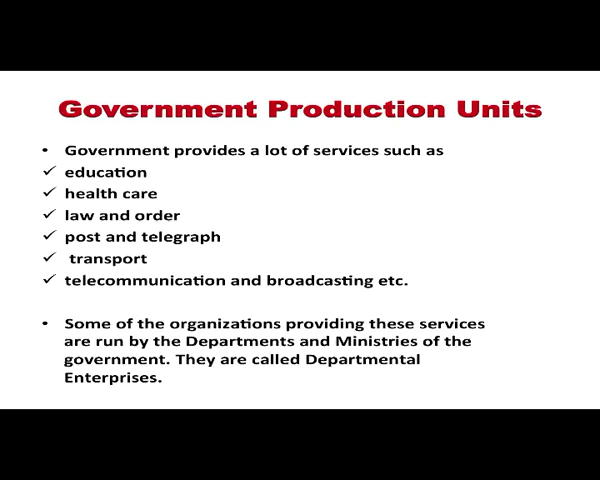 Government Production Units
• Government provides a lot of services such as
✓ education
✓ health care
✓ law and order
✓ post and telegraph
✓ transport
✓ telecommunication and broadcasting etc.
• Some of the organizations providing these services
are run by the Departments and Ministries of the
government. They are called Departmental
Enterprises.